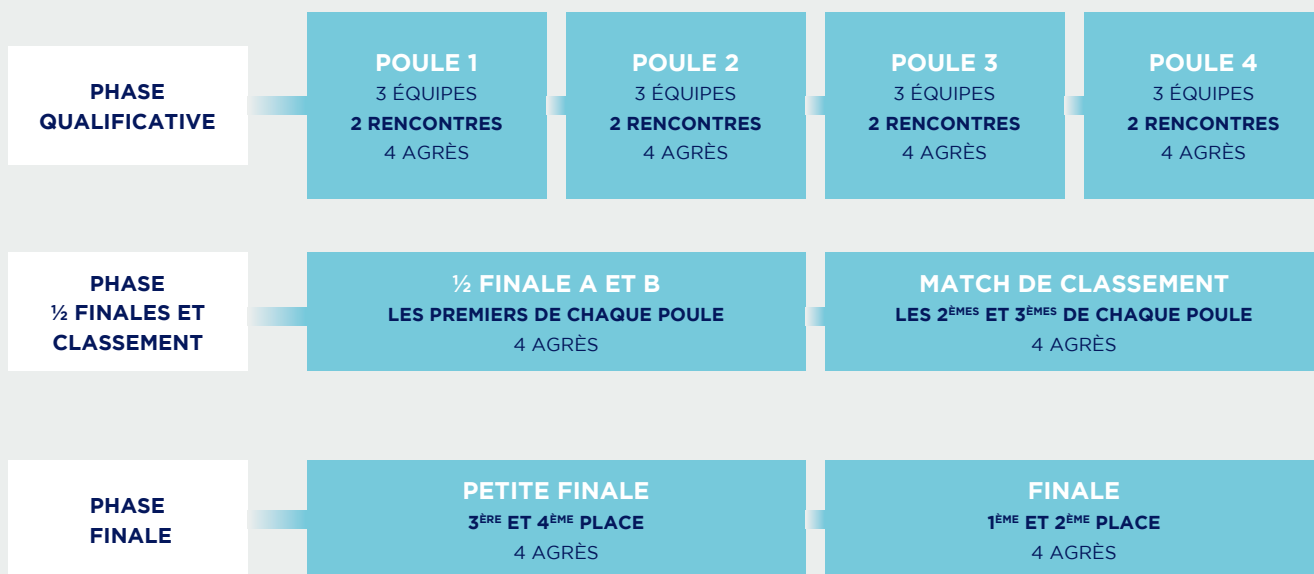 PHASE
QUALIFICATIVE
POULE 1
3 ÉQUIPES
2 RENCONTRES
4 AGRÈS
POULE 2
3 ÉQUIPES
2 RENCONTRES
4 AGRÈS
POULE 3
3 ÉQUIPES
2 RENCONTRES
4 AGRÈS
POULE 4
3 ÉQUIPES
2 RENCONTRES
4 AGRÈS
PHASE
½ FINALES ET
CLASSEMENT
½ FINALE A ET B
LES PREMIERS DE CHAQUE POULE
4 AGRÈS
MATCH DE CLASSEMENT
LES 2ÈMES ET 3ÈMES DE CHAQUE POULE
4 AGRÈS
PHASE
FINALE
PETITE FINALE
3ÈRE ET 4ÈME PLACE
4 AGRÈS
FINALE
1ÈME ET 2ÈME PLACE
4 AGRÈS